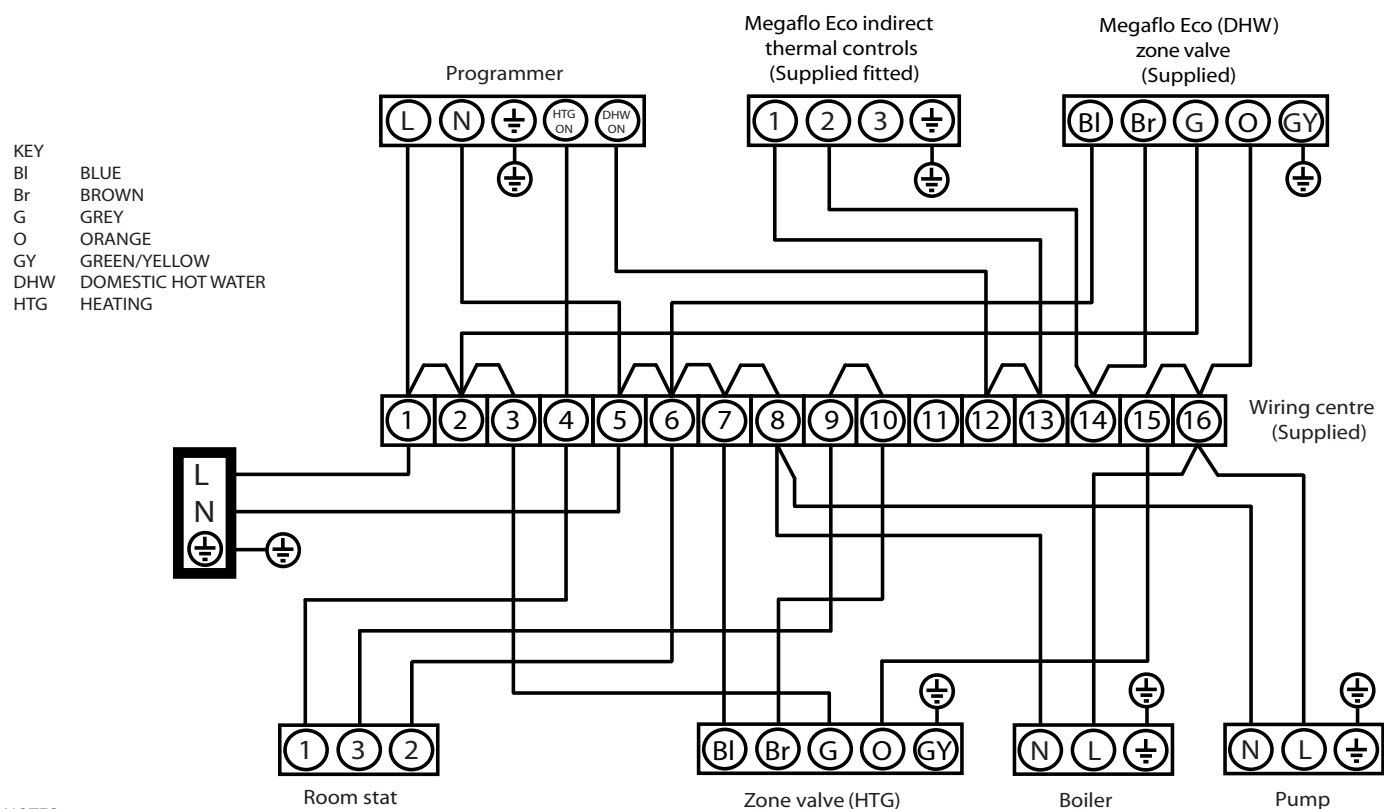 Megaflo Eco indirect
thermal controls
(Supplied fitted)
Megaflo Eco (DHW)
zone valve
(Supplied)
Programmer
L N HTG ON DHW ON
1 2 3
Bl Br G O GY
KEY
Bl BLUE
Br BROWN
G GREY
O ORANGE
GY GREEN/YELLOW
DHW DOMESTIC HOT WATER
HTG HEATING
1 2 3 4 5 6 7 8 9 10 11 12 13 14 15 16
Wiring centre
(Supplied)
L
N
1 3 2
Bl Br G O GY
N L
N L
Room stat
Zone valve (HTG)
Boiler
Pump